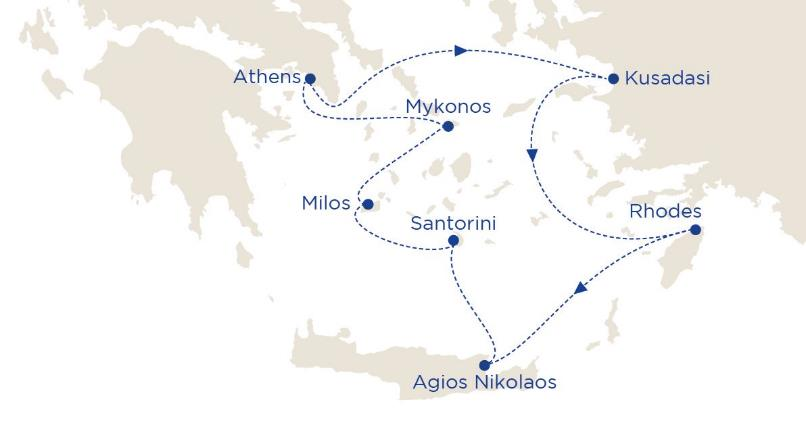 Athens
Kusadasi
Mykonos
Milos
Rhodes
Santorini
Agios Nikolaos